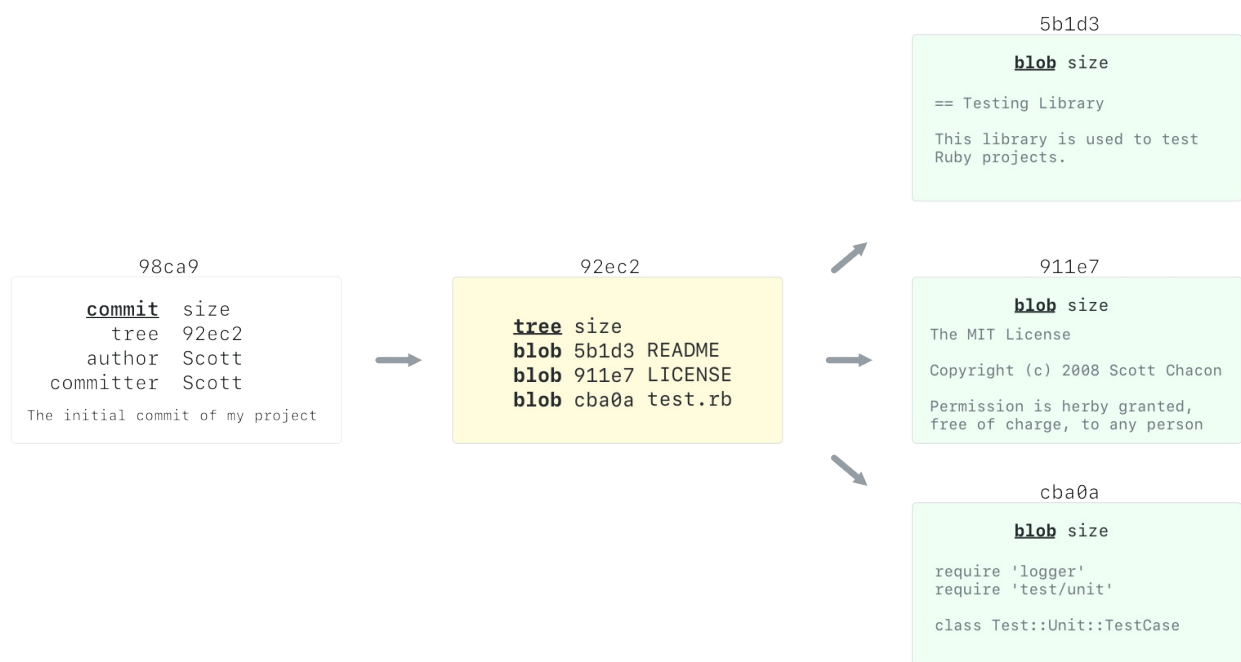 98ca9
commit size
tree 92ec2
author Scott
committer Scott
The initial commit of my project
92ec2
tree size
blob 5b1d3 README
blob 911e7 LICENSE
blob cba0a test.rb
5b1d3
blob size
== Testing Library
This library is used to test
Ruby projects.
911e7
blob size
The MIT License
Copyright (c) 2008 Scott Chacon
Permission is herby granted,
free of charge, to any person
cba0a
blob size
require 'logger'
require 'test/unit'
class Test::Unit::TestCase